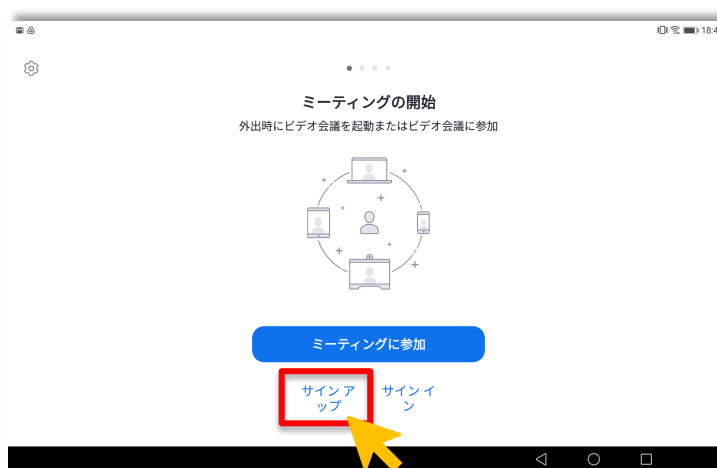 18:4
ミーティングの開始
外出時にビデオ会議を起動またはビデオ会議に参加
ミーティングに参加
サイン ア
ップ
サイン イ
ン